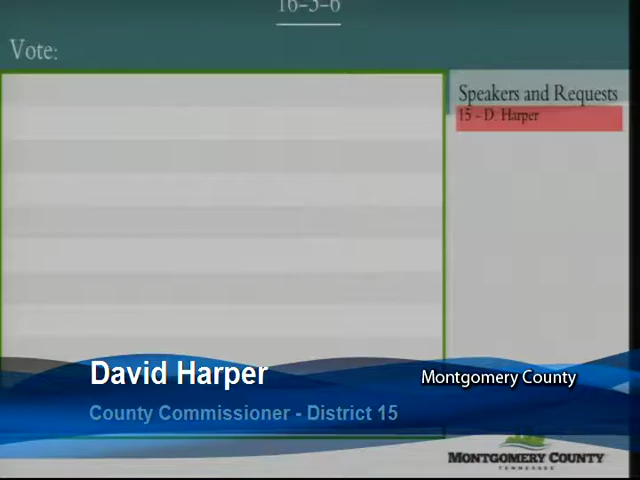 16-5-6
Vote:
Speakers and Requests
15 - D. Harper
David Harper
Montgomery County
County Commissioner - District 15
MONTGOMERY COUNTY
TENNESSEE